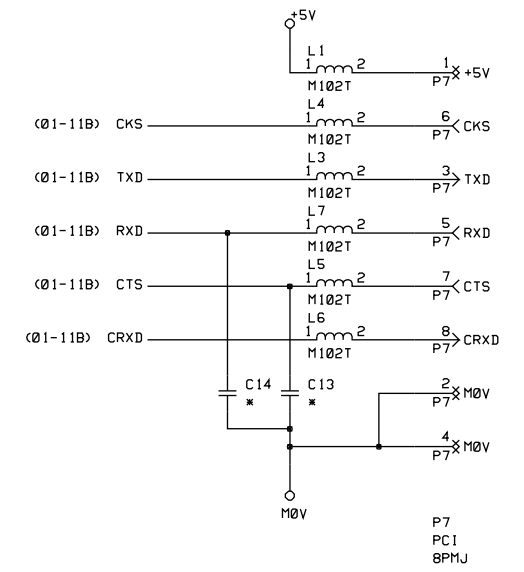 +5V
L1
1 2 1
+5V
M102T P7
L4
(01-11B) CKS 1 2 6
CKS
M102T P7
L3
(01-11B) TXD 1 2 3
TXD
M102T P7
L7
(01-11B) RXD 1 2 5
RXD
M102T P7
L5
(01-11B) CTS 1 2 7
CTS
M102T P7
L6
(01-11B) CRXD 1 2 8
CRXD
M102T P7
C14 C13 2
* * M0V
P7
4
M0V
P7
M0V
P7
PCI
8PMJ